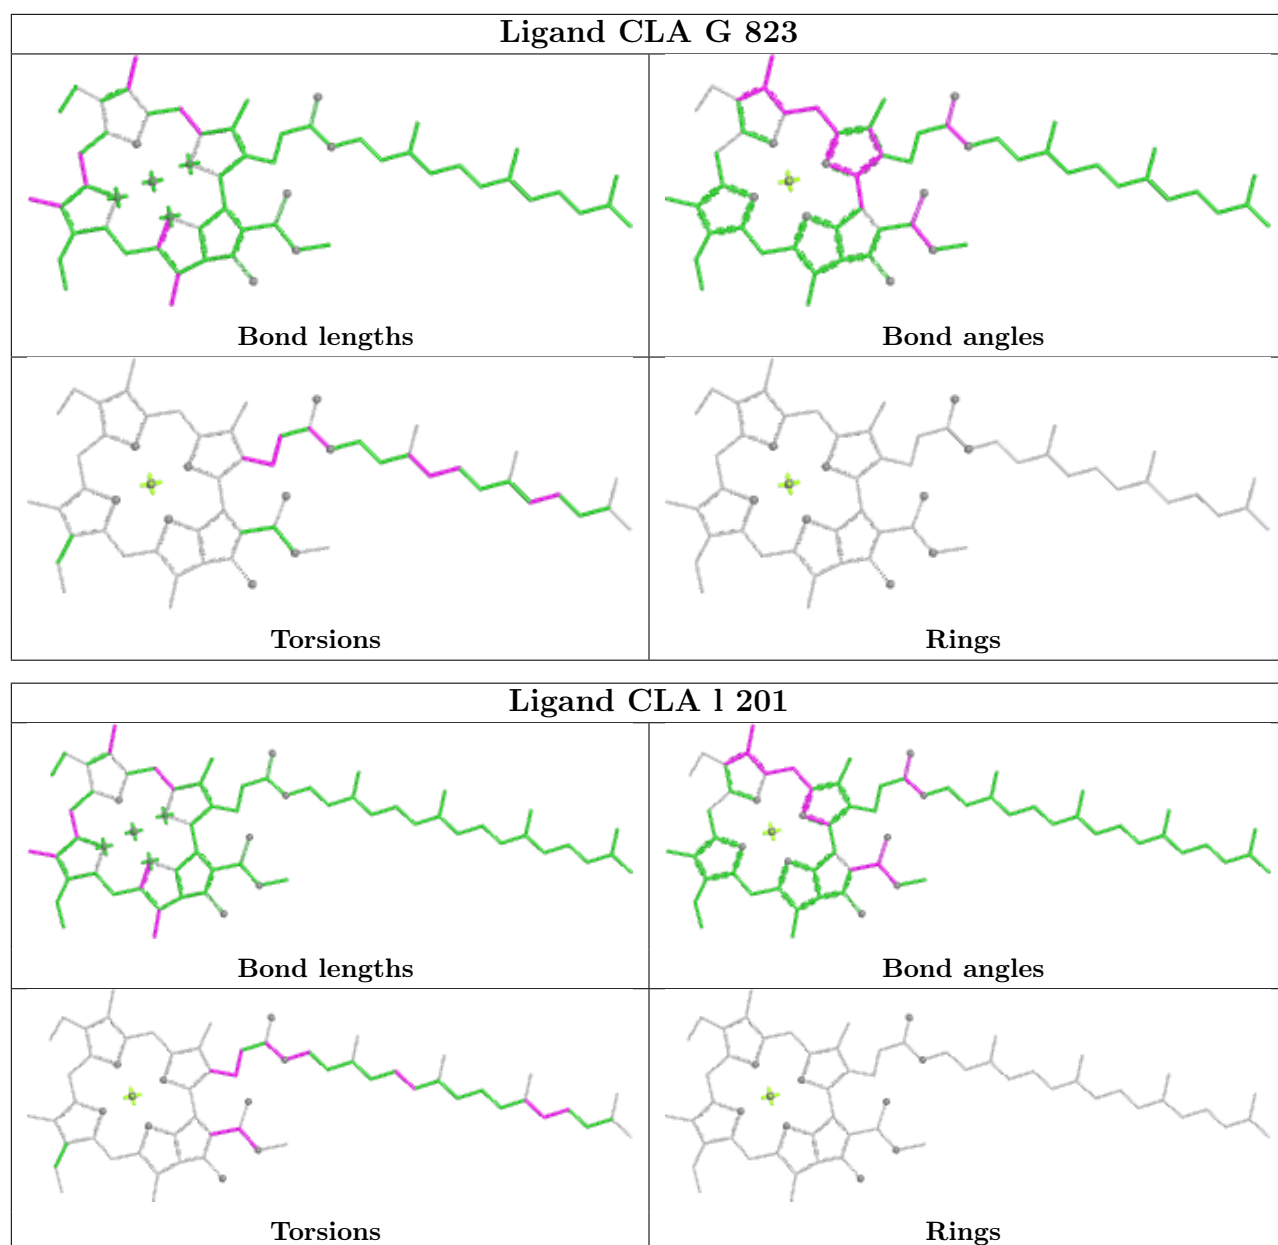 Ligand CLA G 823
Bond lengths
Bond angles
Torsions
Rings
Ligand CLA l 201
Bond lengths
Bond angles
Torsions
Rings